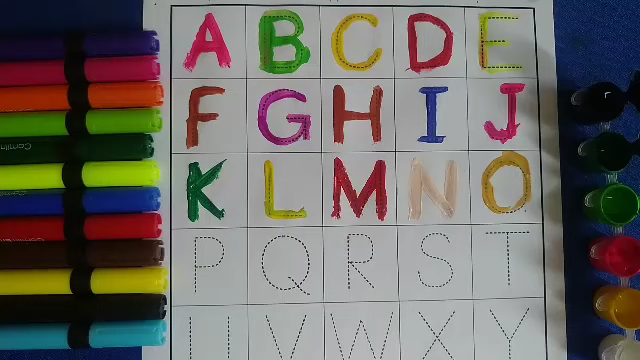 A B C D E
F G H I J
K L M N O
P Q R S T
U V W X Y